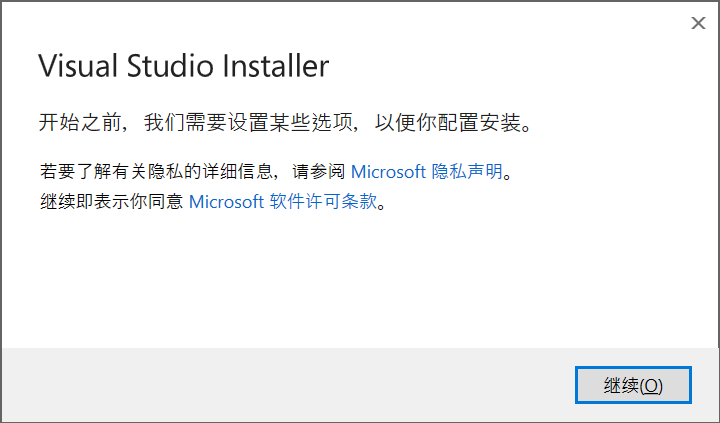 Visual Studio Installer
开始之前，我们需要设置某些选项，以便你配置安装。
若要了解有关隐私的详细信息，请参阅 Microsoft 隐私声明。
继续即表示你同意 Microsoft 软件许可条款。
继续(O)